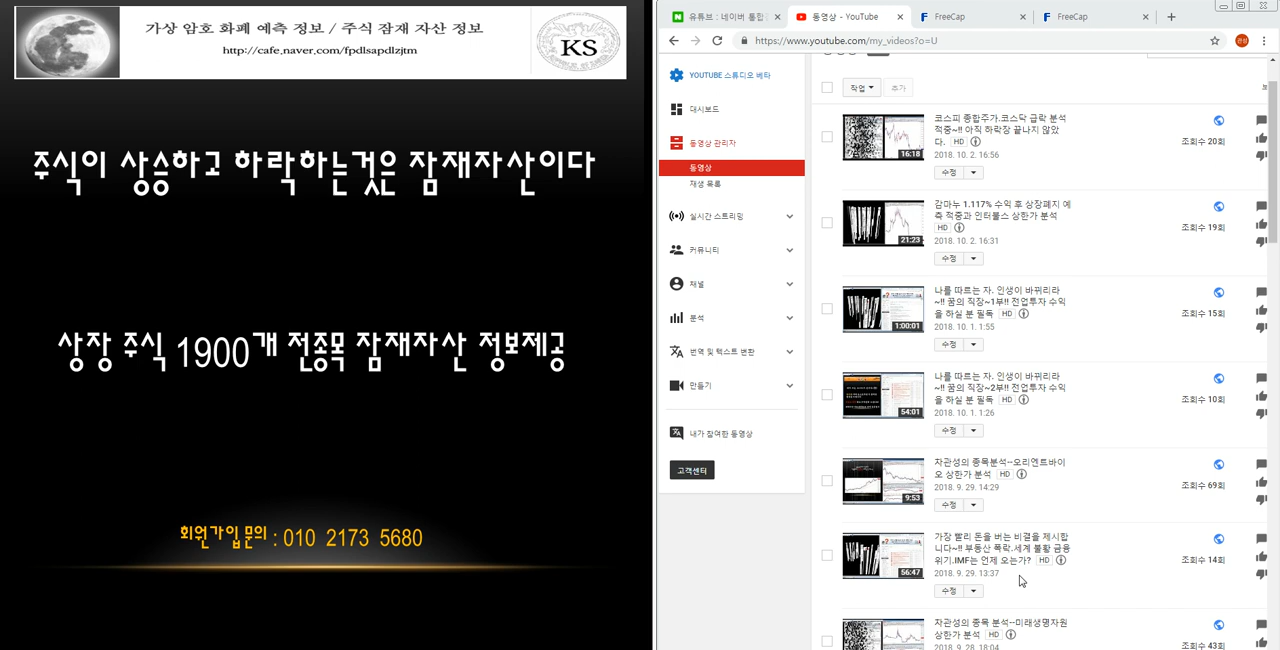 가상 암호 화폐 예측 정보 / 주식 잠재 자산 정보
http://cafe.naver.com/fpdlsapdlzjtm
KS
주식이 상승하고 하락하는것은 잠재자산이다
상장 주식 1900개 전종목 잠재자산 정보제공
회원가입 문의 : 010 2173 5680
유튜브 : 네이버 통합
동영상 - YouTube
FreeCap
FreeCap
https://www.youtube.com/my_videos?o=U
YOUTUBE 스튜디오 베타
대시보드
동영상 관리자
동영상
재생 목록
실시간 스트리밍
커뮤니티
채널
분석
번역 및 텍스트 변환
만들기
내가 참여한 동영상
고객센터
작업
추가
코스피 종합주가.코스닥 급락 분석
적중~!! 아직 하락장 끝나지 않았
다. HD
2018. 10. 2. 16:56
수정
16:18
조회수 20회
감마누 1.117% 수익 후 상장폐지 예
측 적중과 인터불스 상한가 분석
HD
2018. 10. 2. 16:31
수정
21:23
조회수 19회
나를 따르는 자. 인생이 바뀌리라
~!! 꿈의 직장~1부!! 전업투자 수익
을 하실 분 필독 HD
2018. 10. 1. 1:55
수정
1:00:01
조회수 15회
나를 따르는 자. 인생이 바뀌리라
~!! 꿈의 직장~2부!! 전업투자 수익
을 하실 분 필독 HD
2018. 10. 1. 1:26
수정
54:01
조회수 10회
차관성의 종목분석--오리엔트바이
오 상한가 분석 HD
2018. 9. 29. 14:29
수정
9:53
조회수 69회
가장 빨리 돈을 버는 비결을 제시합
니다~!! 부동산 폭락.세계 불황 금융
위기.IMF는 언제 오는가? HD
2018. 9. 29. 13:37
수정
56:47
조회수 14회
차관성의 종목 분석--미래생명자원
상한가 분석 HD
2018. 9. 28. 18:04
조회수 43회